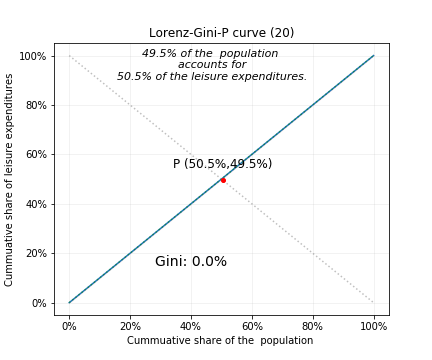 Lorenz-Gini-P curve (20)
49.5% of the  population
accounts for
50.5% of the leisure expenditures.
100%
80%
60%
40%
20%
0%
P (50.5%,49.5%)
Gini: 0.0%
0%
20%
40%
60%
80%
100%
Cummuative share of the  population
Cummuative share of leisure expenditures